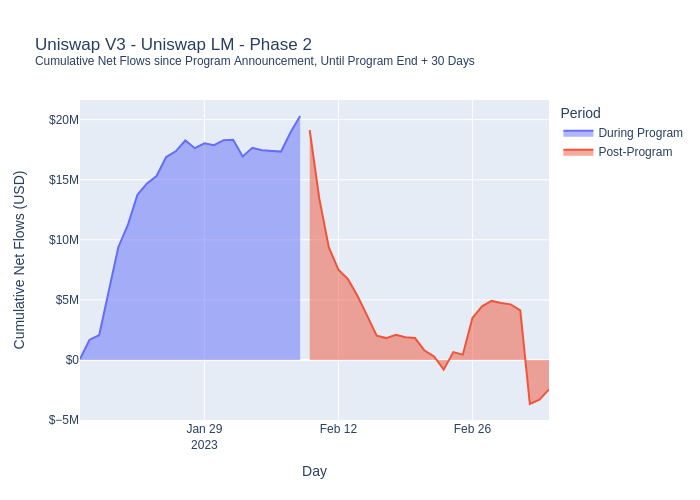 Uniswap V3 - Uniswap LM - Phase 2
Cumulative Net Flows since Program Announcement, Until Program End + 30 Days
Period
During Program
Post-Program
Cumulative Net Flows (USD)
$20M
$15M
$10M
$5M
$0
$−5M
Jan 29
2023
Feb 12
Feb 26
Day